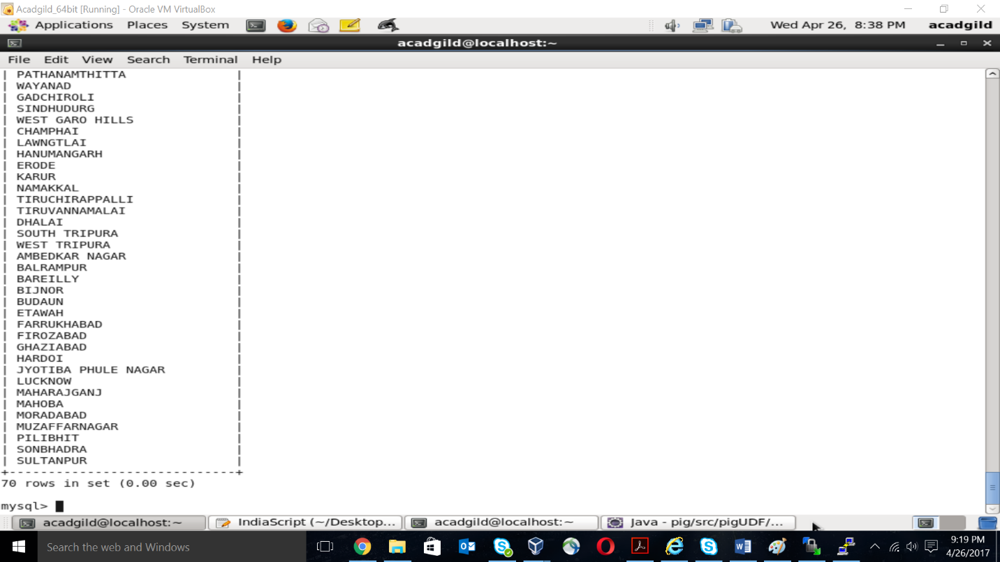 Acadgild_64bit [Running] - Oracle VM VirtualBox
Applications Places System Wed Apr 26, 8:38 PM acadgild
acadgild@localhost:~
File Edit View Search Terminal Help
| PATHANAMTHITTA |
| WAYANAD |
| GADCHIROLI |
| SINDHUDURG |
| WEST GARO HILLS |
| CHAMPHAI |
| LAWNGTLAI |
| HANUMANGARH |
| ERODE |
| KARUR |
| NAMAKKAL |
| TIRUCHIRAPPALLI |
| TIRUVANNAMALAI |
| DHALAI |
| SOUTH TRIPURA |
| WEST TRIPURA |
| AMBEDKAR NAGAR |
| BALRAMPUR |
| BAREILLY |
| BIJNOR |
| BUDAUN |
| ETAWAH |
| FARRUKHABAD |
| FIROZABAD |
| GHAZIABAD |
| HARDOI |
| JYOTIBA PHULE NAGAR |
| LUCKNOW |
| MAHARAJGANJ |
| MAHOBA |
| MORADABAD |
| MUZAFFARNAGAR |
| PILIBHIT |
| SONBHADRA |
| SULTANPUR |
+-----------------------------+
70 rows in set (0.00 sec)
mysql>
acadgild@localhost:~ IndiaScript (~/Desktop... acadgild@localhost:~ Java - pig/src/pigUDF/...
Search the web and Windows 9:19 PM
4/26/2017